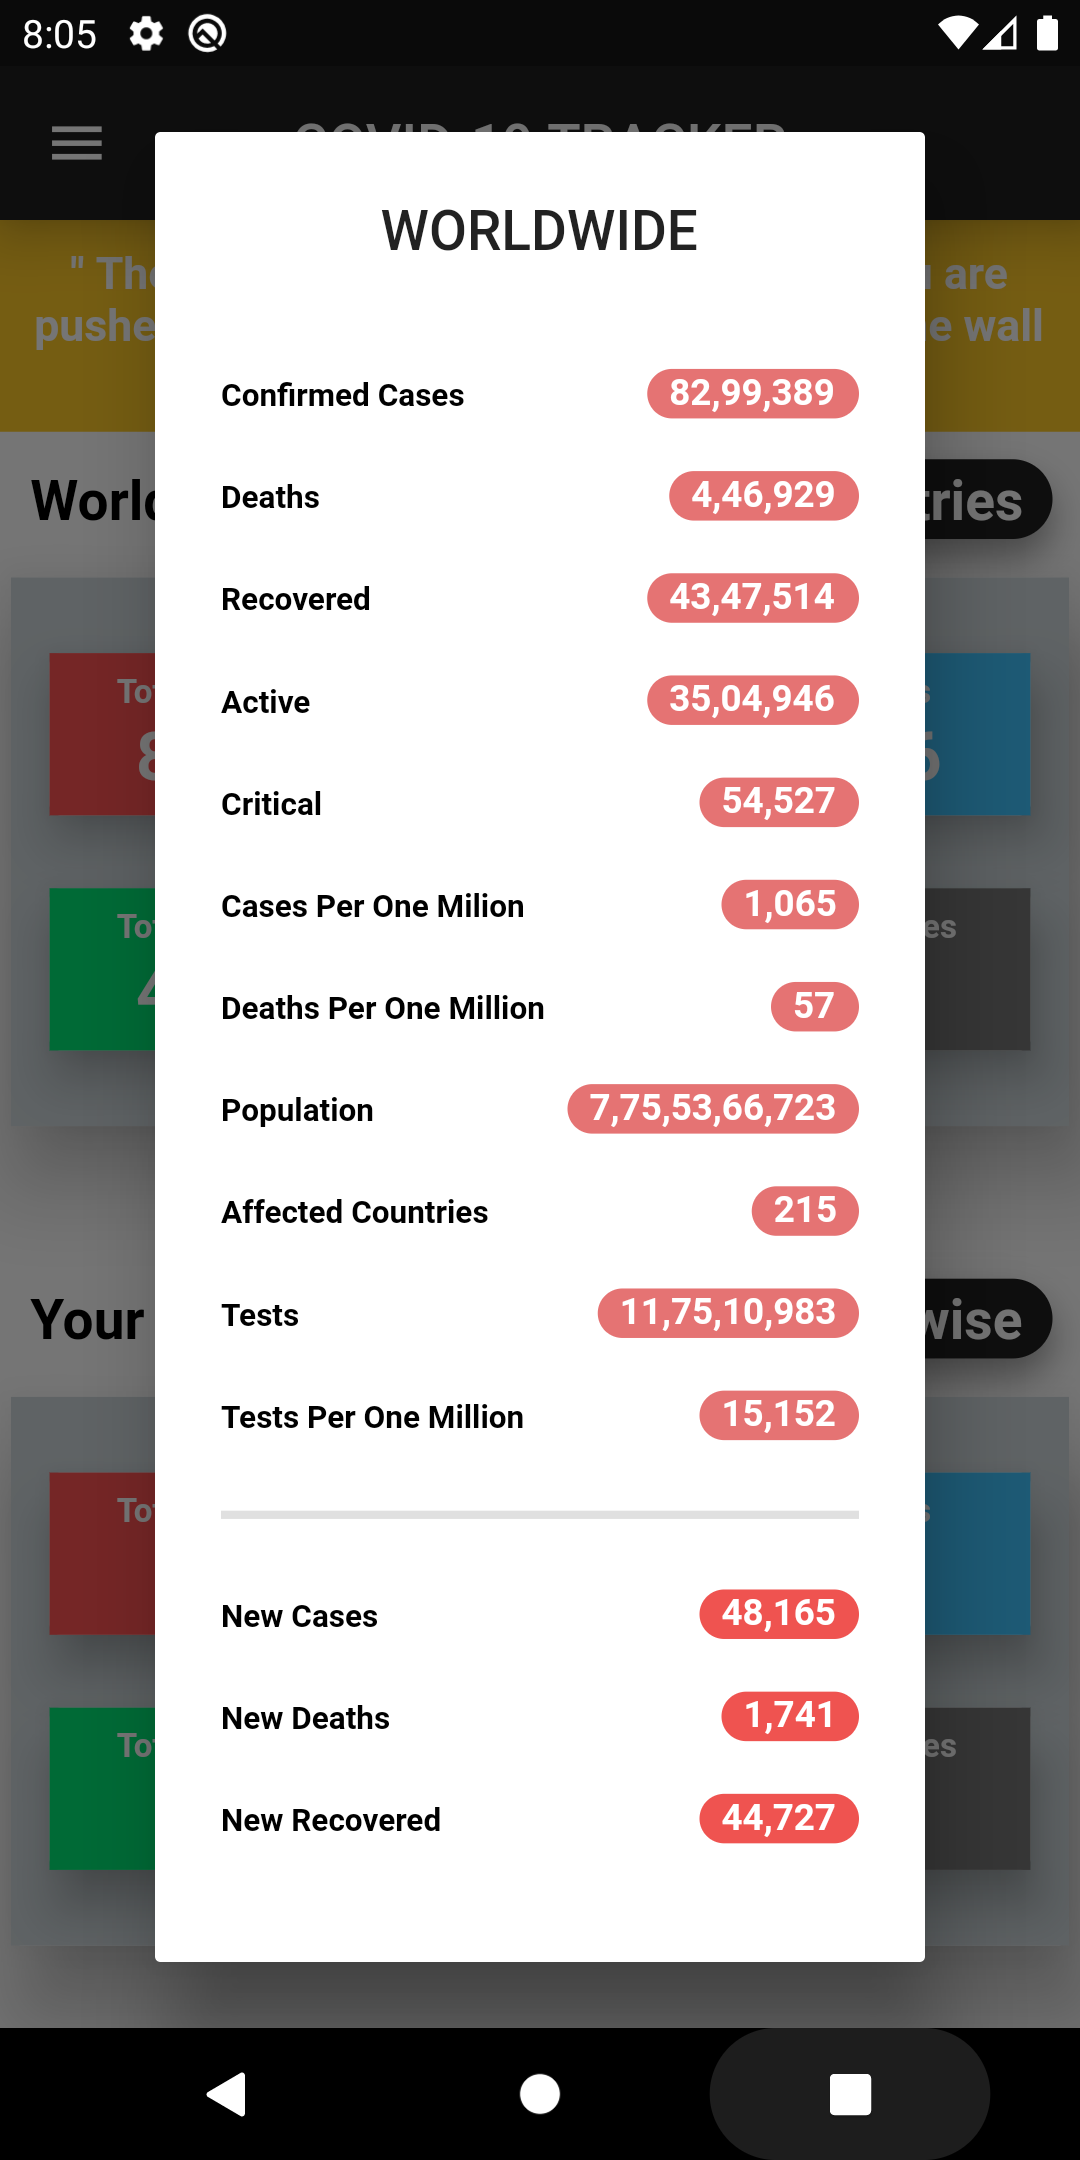 8:05
WORLDWIDE
are
wall
Confirmed Cases 82,99,389
Deaths 4,46,929
Recovered 43,47,514
Active 35,04,946
Critical 54,527
Cases Per One Milion 1,065
Deaths Per One Million 57
Population 7,75,53,66,723
Affected Countries 215
Your
Tests 11,75,10,983
Tests Per One Million 15,152
New Cases 48,165
New Deaths 1,741
New Recovered 44,727